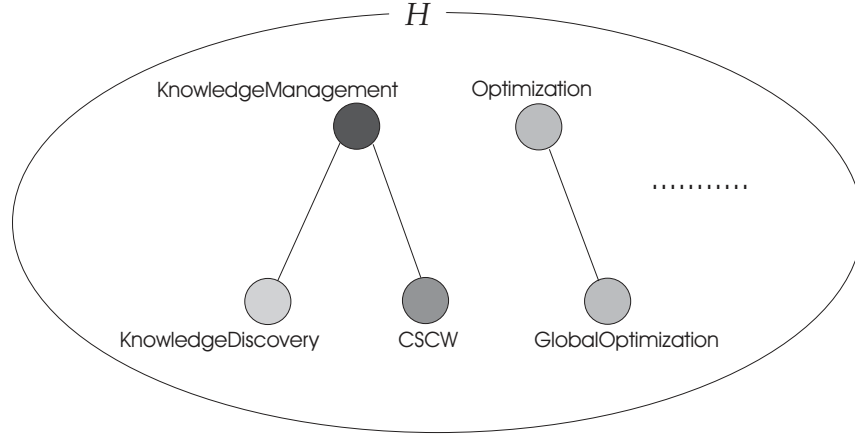 H
KnowledgeManagement
Optimization
...........
KnowledgeDiscovery
CSCW
GlobalOptimization